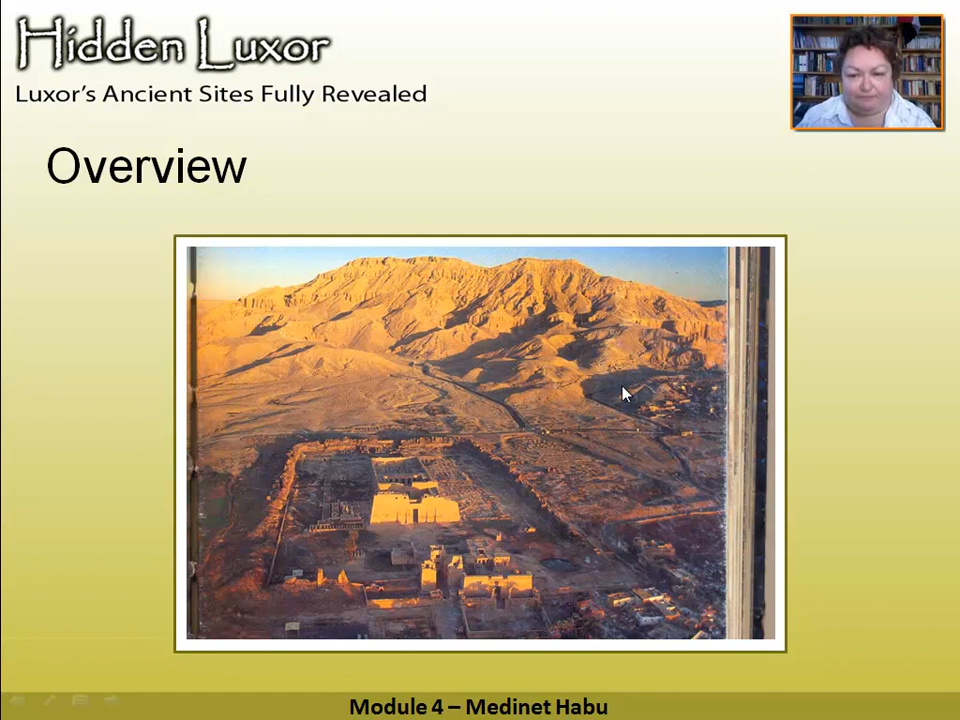 Hidden Luxor
Luxor's Ancient Sites Fully Revealed
Overview
Module 4 – Medinet Habu